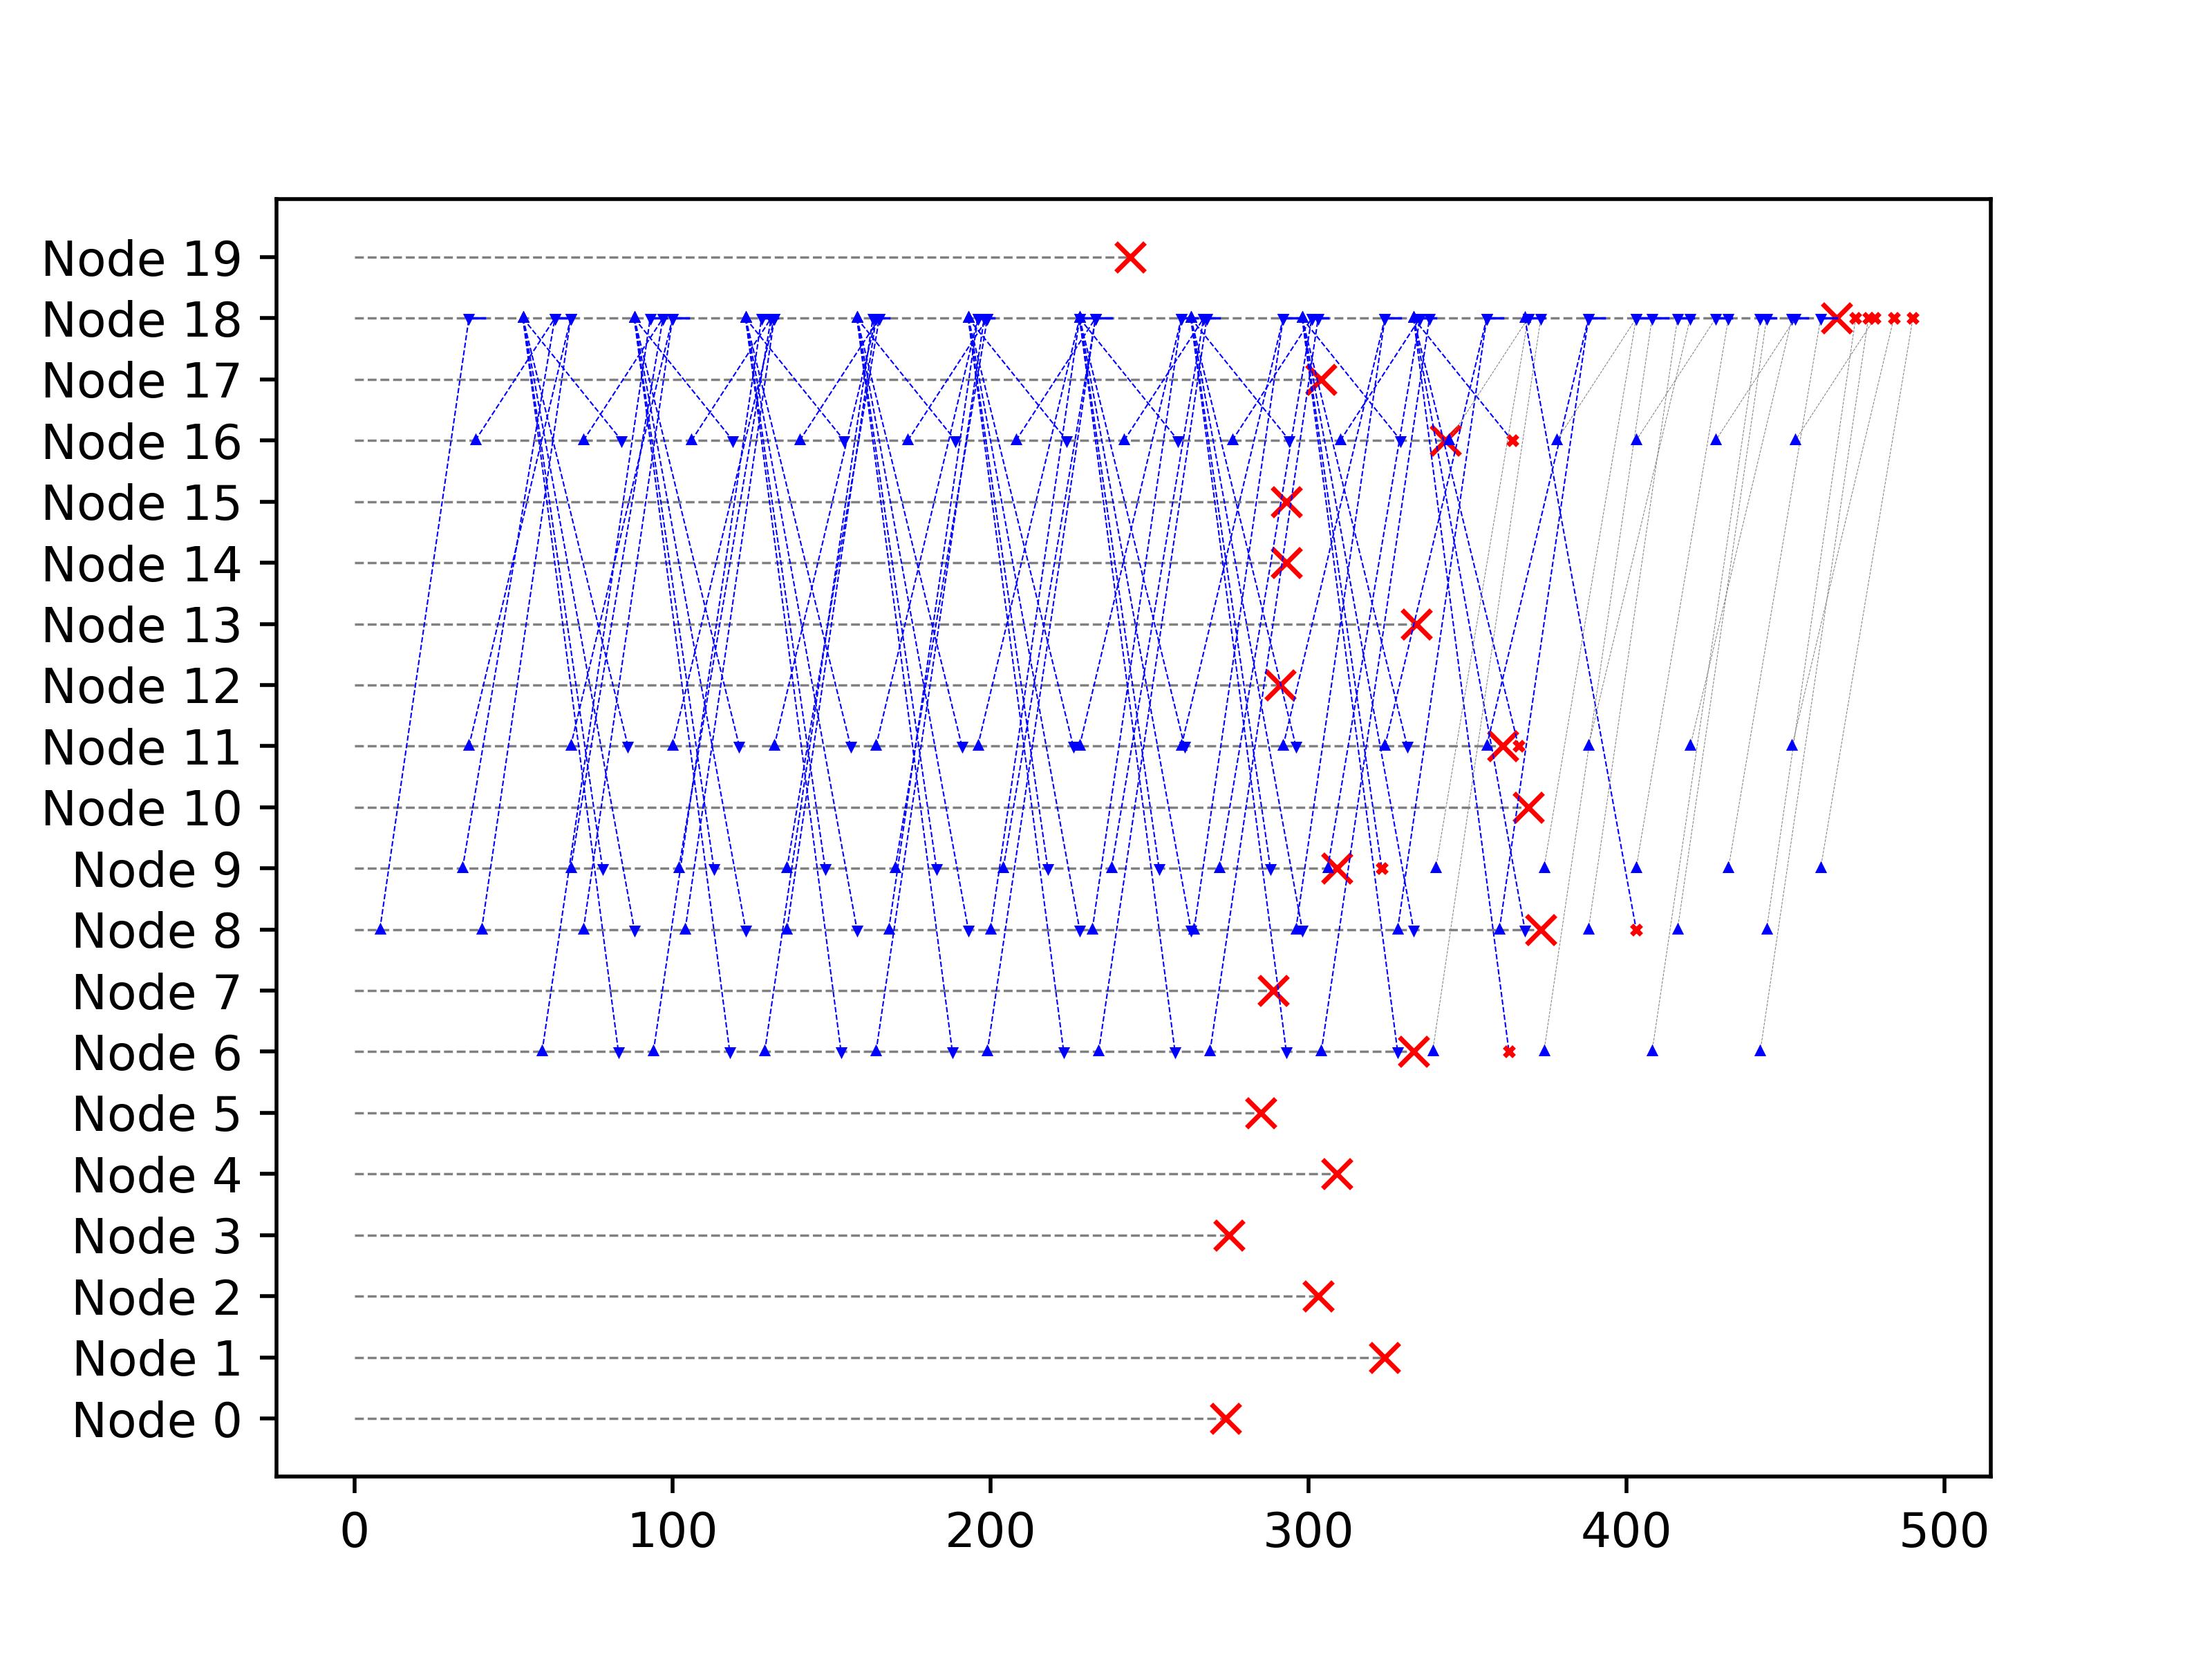 Node 19
Node 18
Node 17
Node 16
Node 15
Node 14
Node 13
Node 12
Node 11
Node 10
Node 9
Node 8
Node 7
Node 6
Node 5
Node 4
Node 3
Node 2
Node 1
Node 0
0 100 200 300 400 500